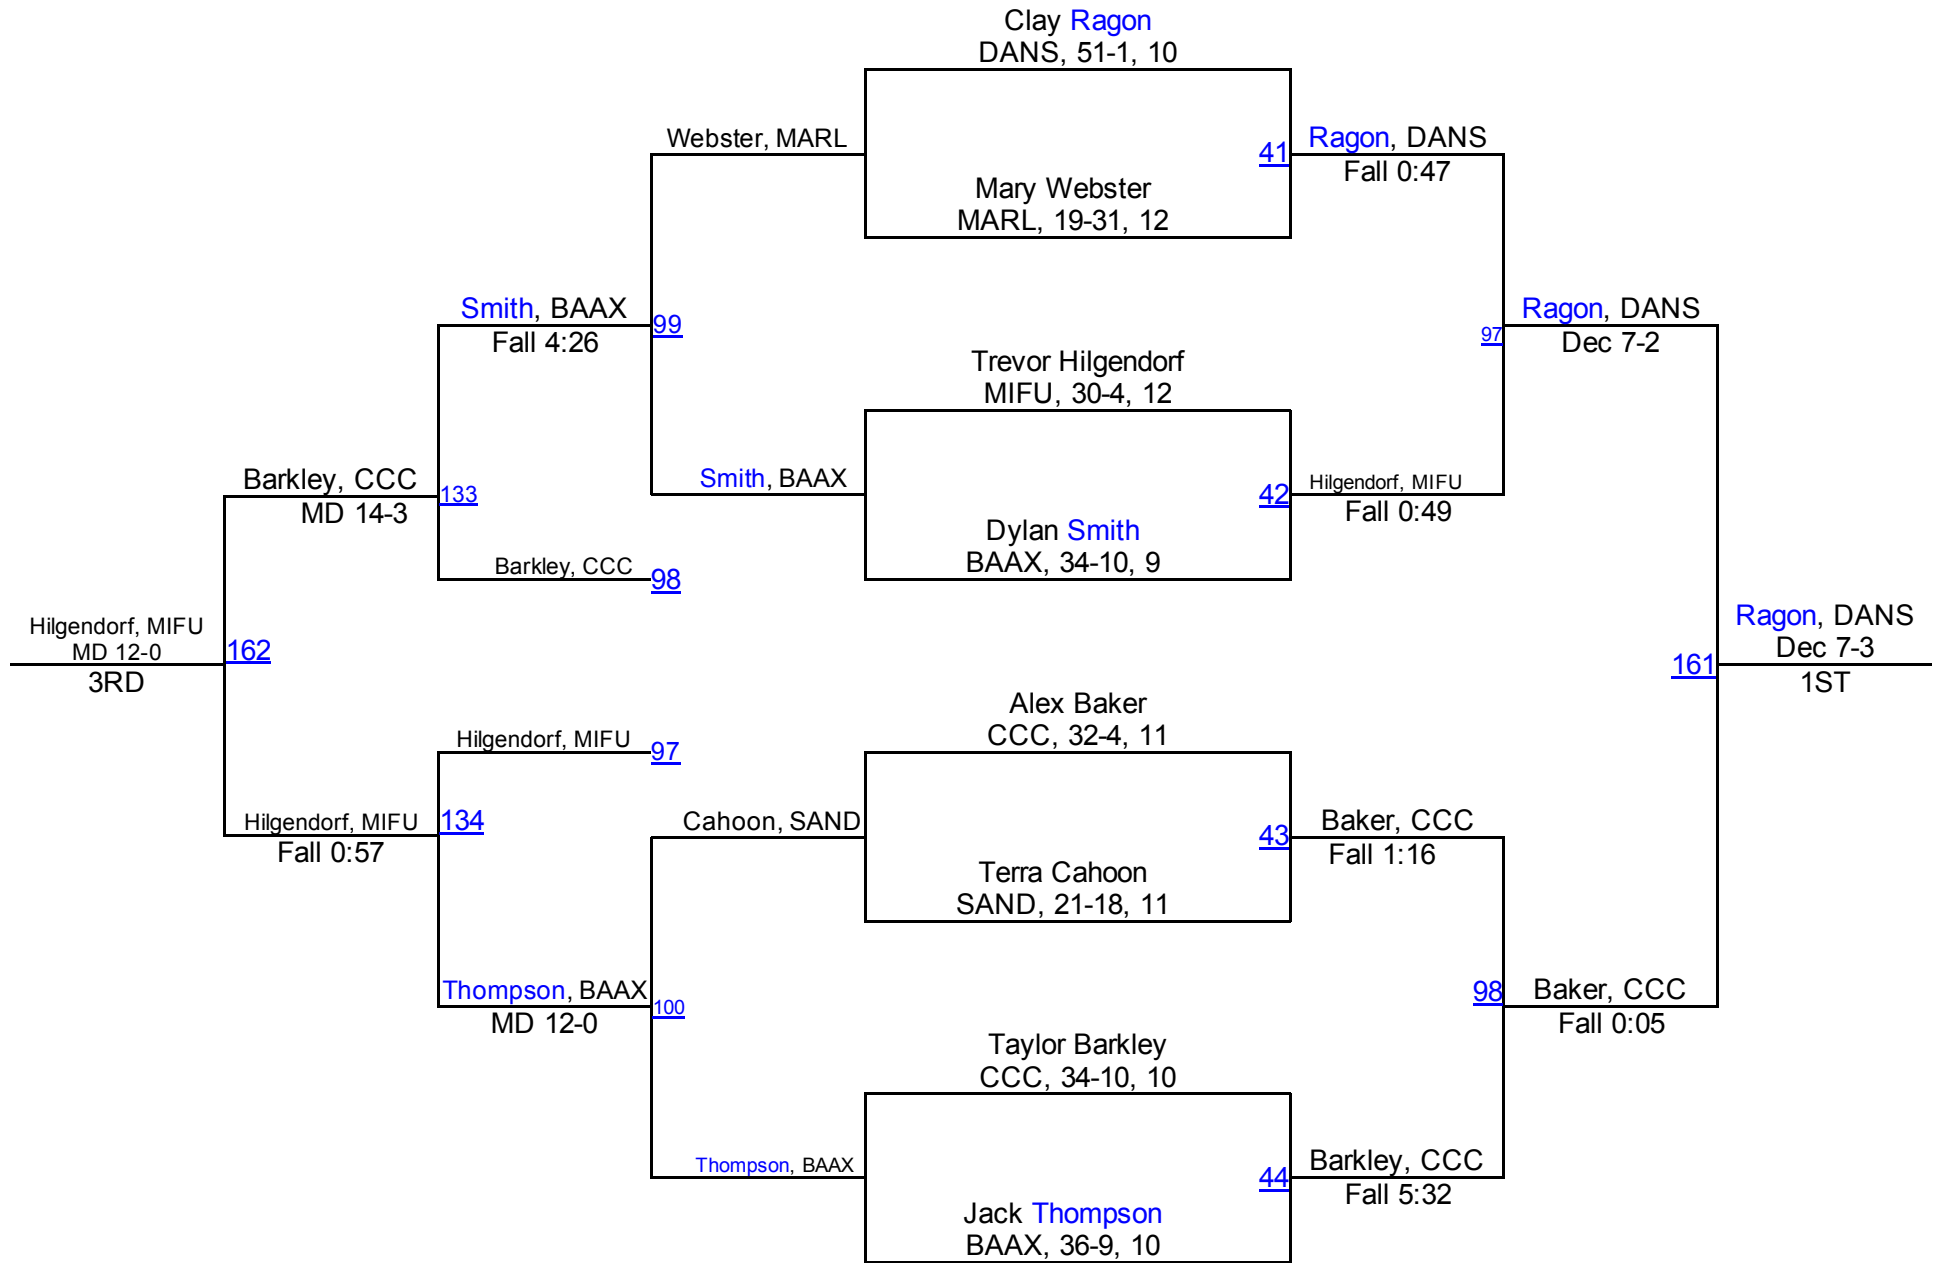 Clay Ragon
DANS, 51-1, 10
Webster, MARL
41
Ragon, DANS
Fall 0:47
Mary Webster
MARL, 19-31, 12
Smith, BAAX
Fall 4:26
99
97
Ragon, DANS
Dec 7-2
Trevor Hilgendorf
MIFU, 30-4, 12
Barkley, CCC
MD 14-3
133
Smith, BAAX
42
Hilgendorf, MIFU
Fall 0:49
Dylan Smith
BAAX, 34-10, 9
Barkley, CCC
98
Hilgendorf, MIFU
MD 12-0
3RD
162
161
Ragon, DANS
Dec 7-3
1ST
Alex Baker
CCC, 32-4, 11
Hilgendorf, MIFU
97
Hilgendorf, MIFU
Fall 0:57
134
Cahoon, SAND
43
Baker, CCC
Fall 1:16
Terra Cahoon
SAND, 21-18, 11
Thompson, BAAX
MD 12-0
100
98
Baker, CCC
Fall 0:05
Taylor Barkley
CCC, 34-10, 10
Thompson, BAAX
44
Barkley, CCC
Fall 5:32
Jack Thompson
BAAX, 36-9, 10